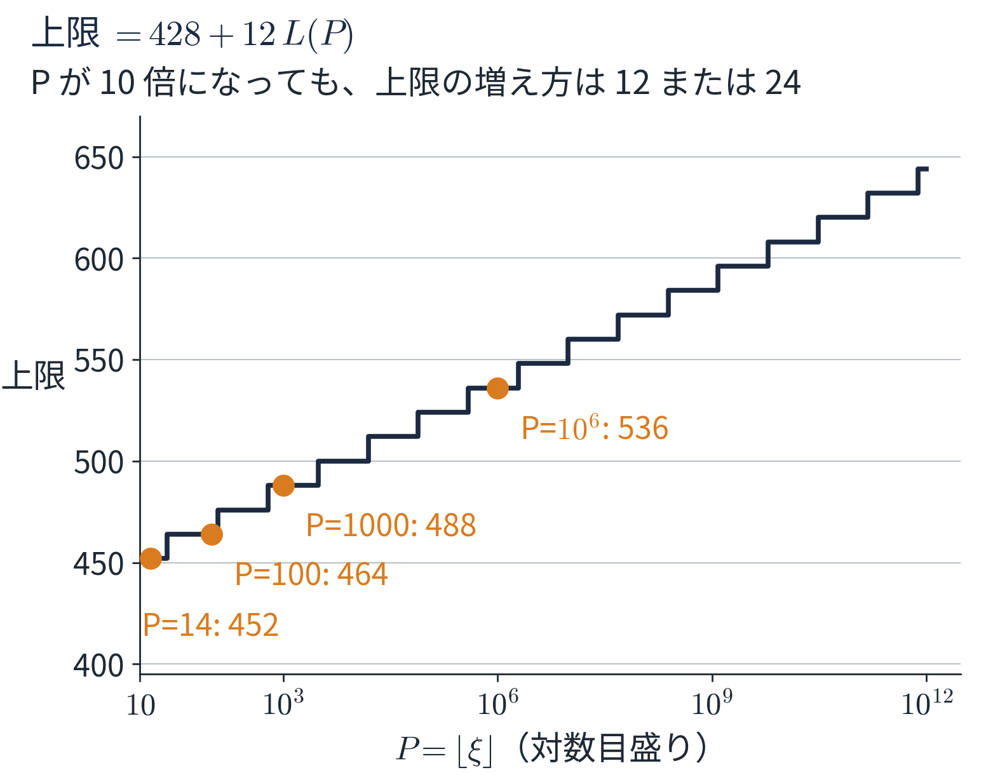 上限 = 428 + 12 L(P)
P が 10 倍になっても、上限の増え方は 12 または 24
650
600
550
上限
500
450
400
P=10⁶: 536
P=1000: 488
P=100: 464
P=14: 452
10
10³
10⁶
10⁹
10¹²
P = ⌊ξ⌋（対数目盛り）